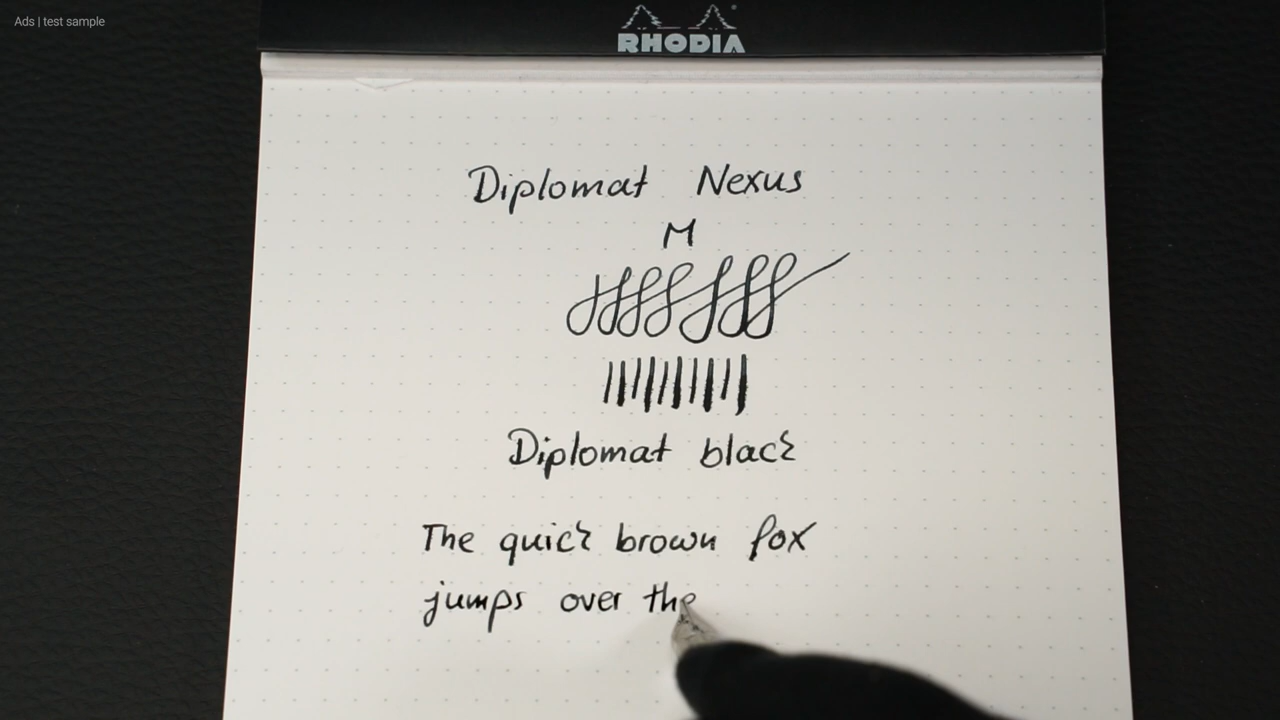 Ads | test sample
RHODIA
Diplomat Nexus
M
Diplomat black
The quick brown fox
jumps over the